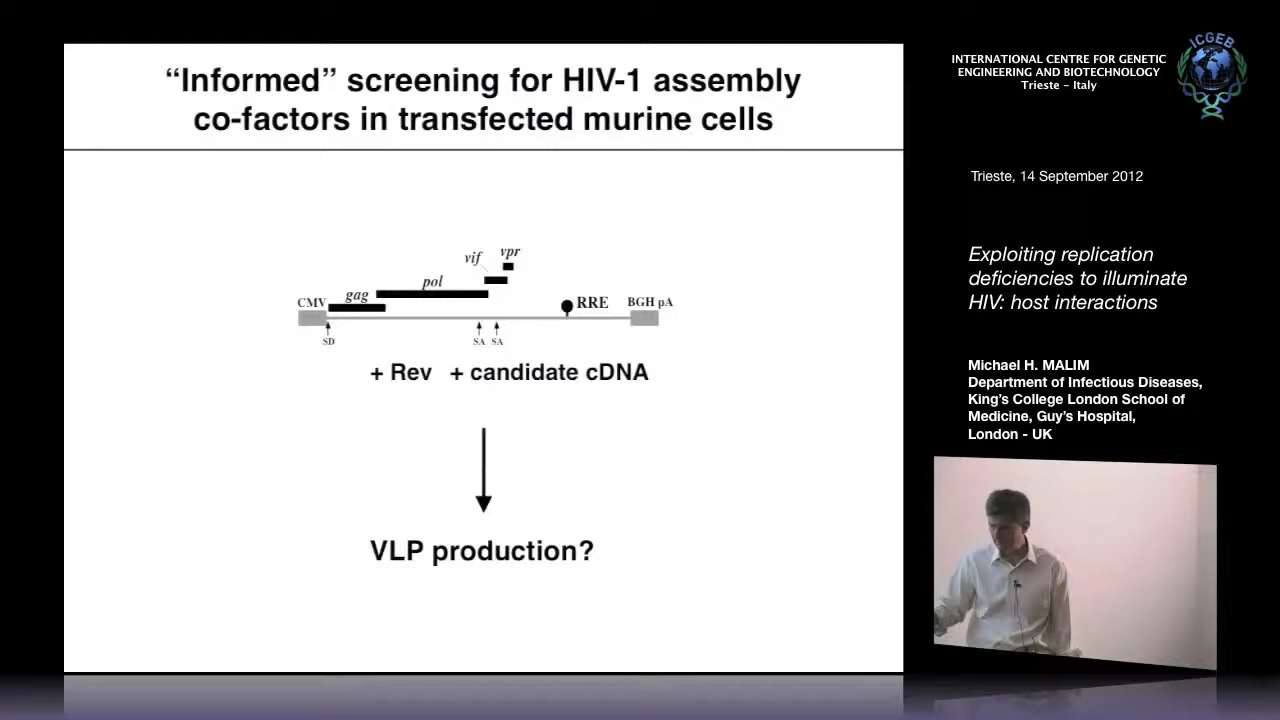 “Informed” screening for HIV-1 assembly
co-factors in transfected murine cells
vif
vpr
pol
gag
CMV
RRE
BGH pA
SD
SA
SA
+ Rev + candidate cDNA
VLP production?
INTERNATIONAL CENTRE FOR GENETIC
ENGINEERING AND BIOTECHNOLOGY
Trieste - Italy
ICGEB
Trieste, 14 September 2012
Exploiting replication
deficiencies to illuminate
HIV: host interactions
Michael H. MALIM
Department of Infectious Diseases,
King’s College London School of
Medicine, Guy’s Hospital,
London - UK